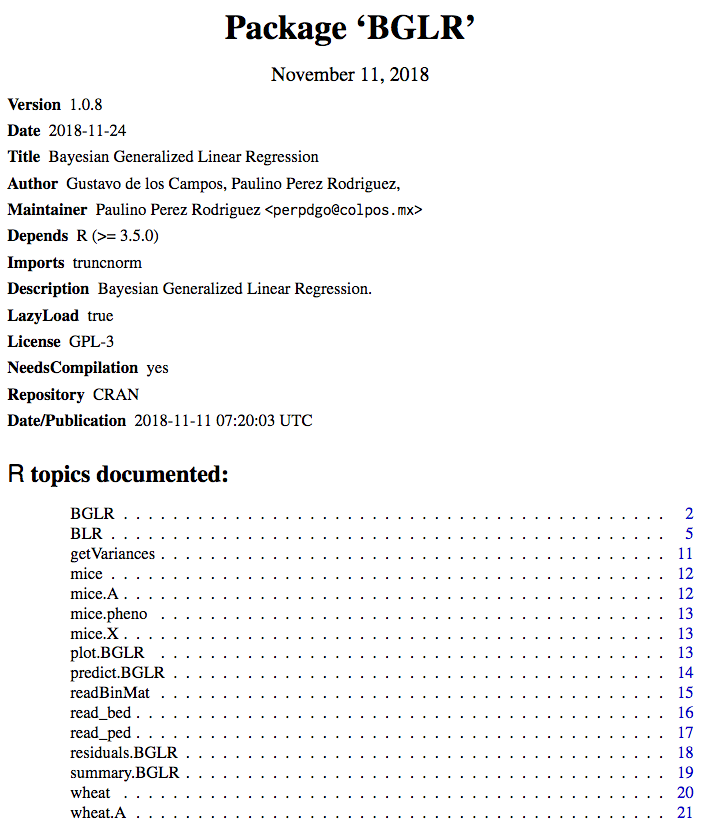 Package ‘BGLR’
November 11, 2018
Version 1.0.8
Date 2018-11-24
Title Bayesian Generalized Linear Regression
Author Gustavo de los Campos, Paulino Perez Rodriguez,
Maintainer Paulino Perez Rodriguez <perpdgo@colpos.mx>
Depends R (>= 3.5.0)
Imports truncnorm
Description Bayesian Generalized Linear Regression.
LazyLoad true
License GPL-3
NeedsCompilation yes
Repository CRAN
Date/Publication 2018-11-11 07:20:03 UTC
R topics documented:
BGLR . . . . . . . . . . . . . . . . . . . . . . . . . . . . . . . . . . . . . . . . . . . . 2
BLR . . . . . . . . . . . . . . . . . . . . . . . . . . . . . . . . . . . . . . . . . . . . . 5
getVariances . . . . . . . . . . . . . . . . . . . . . . . . . . . . . . . . . . . . . . . . . 11
mice . . . . . . . . . . . . . . . . . . . . . . . . . . . . . . . . . . . . . . . . . . . . . 12
mice.A . . . . . . . . . . . . . . . . . . . . . . . . . . . . . . . . . . . . . . . . . . . . 12
mice.pheno . . . . . . . . . . . . . . . . . . . . . . . . . . . . . . . . . . . . . . . . . 13
mice.X . . . . . . . . . . . . . . . . . . . . . . . . . . . . . . . . . . . . . . . . . . . . 13
plot.BGLR . . . . . . . . . . . . . . . . . . . . . . . . . . . . . . . . . . . . . . . . . 13
predict.BGLR . . . . . . . . . . . . . . . . . . . . . . . . . . . . . . . . . . . . . . . . 14
readBinMat . . . . . . . . . . . . . . . . . . . . . . . . . . . . . . . . . . . . . . . . . 15
read_bed . . . . . . . . . . . . . . . . . . . . . . . . . . . . . . . . . . . . . . . . . . . 16
read_ped . . . . . . . . . . . . . . . . . . . . . . . . . . . . . . . . . . . . . . . . . . . 17
residuals.BGLR . . . . . . . . . . . . . . . . . . . . . . . . . . . . . . . . . . . . . . . 18
summary.BGLR . . . . . . . . . . . . . . . . . . . . . . . . . . . . . . . . . . . . . . . 19
wheat . . . . . . . . . . . . . . . . . . . . . . . . . . . . . . . . . . . . . . . . . . . . 20
wheat.A . . . . . . . . . . . . . . . . . . . . . . . . . . . . . . . . . . . . . . . . . . . 21